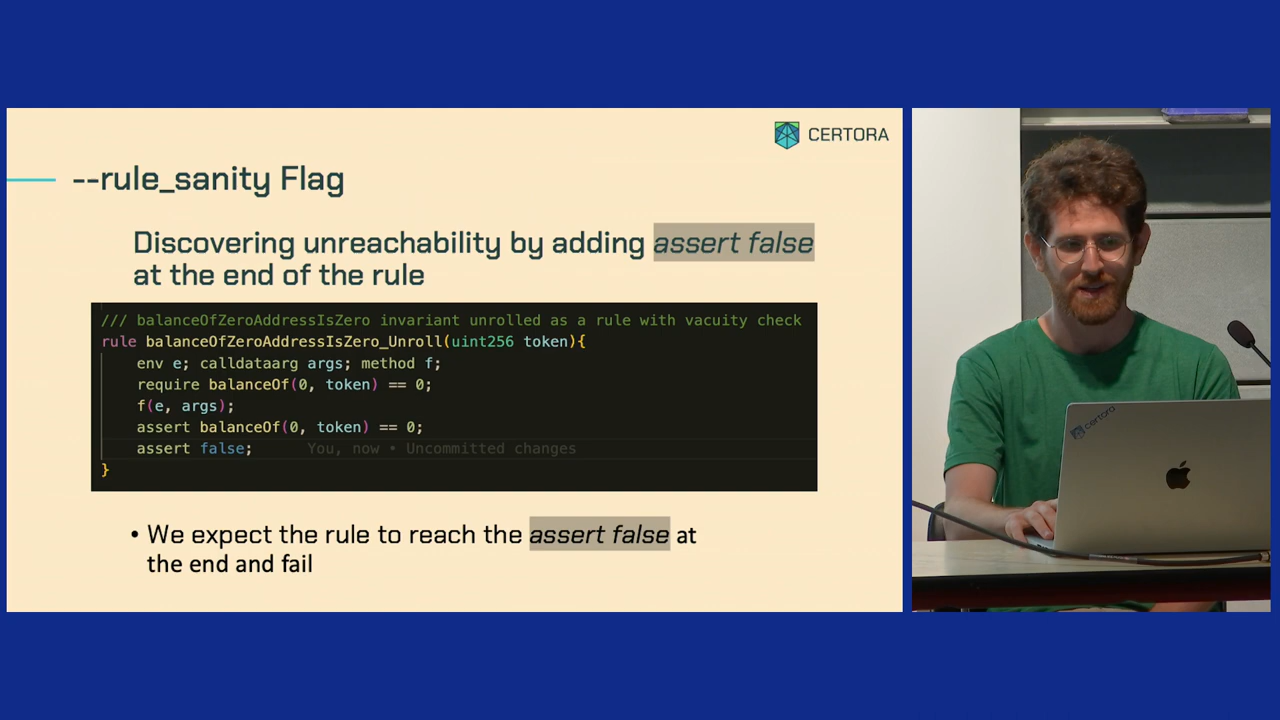 CERTORA
--rule_sanity Flag
Discovering unreachability by adding assert false
at the end of the rule
/// balanceOfZeroAddressIsZero invariant unrolled as a rule with vacuity check
rule balanceOfZeroAddressIsZero_Unroll(uint256 token){
env e; calldataarg args; method f;
require balanceOf(0, token) == 0;
f(e, args);
assert balanceOf(0, token) == 0;
assert false; You, now • Uncommitted changes
}
• We expect the rule to reach the assert false at
the end and fail
certora